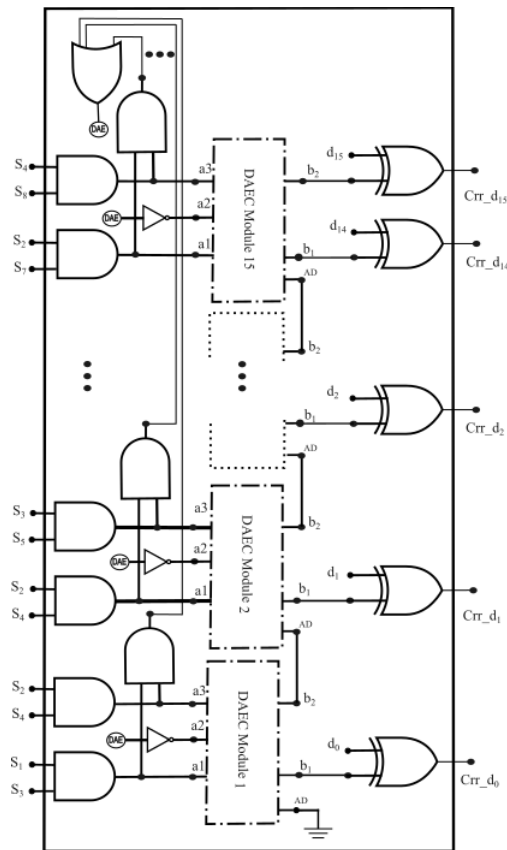 DAE
S₄
S₈
a3
DAEC Module 15
b₂
d₁₅
Crr_d₁₅
DAE
a2
S₂
S₇
a1
b₁
d₁₄
Crr_d₁₄
AD
b₂
d₂
b₁
Crr_d₂
AD
S₃
S₅
a3
DAEC Module 2
b₂
DAE
a2
S₂
S₄
a1
b₁
d₁
Crr_d₁
AD
S₂
S₄
a3
DAEC Module 1
b₂
DAE
a2
S₁
S₃
a1
b₁
d₀
Crr_d₀
AD